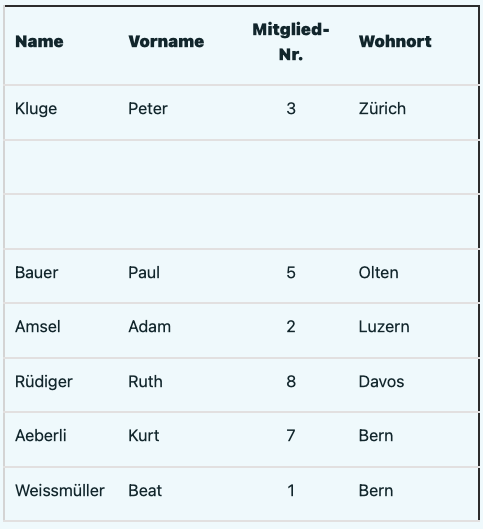 Name Vorname Mitglied-Nr. Wohnort
Kluge Peter 3 Zürich
Bauer Paul 5 Olten
Amsel Adam 2 Luzern
Rüdiger Ruth 8 Davos
Aeberli Kurt 7 Bern
Weissmüller Beat 1 Bern